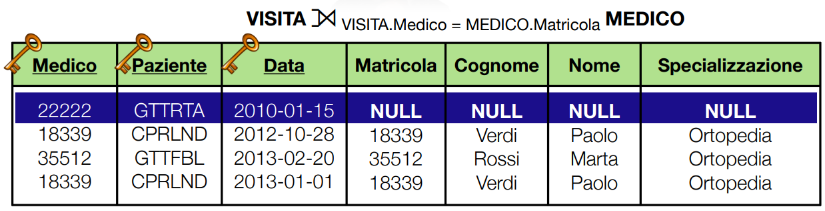 VISITA ⟕ VISITA.Medico = MEDICO.Matricola MEDICO
Medico Paziente Data Matricola Cognome Nome Specializzazione
22222 GTTRTA 2010-01-15 NULL NULL NULL NULL
18339 CPRLND 2012-10-28 18339 Verdi Paolo Ortopedia
35512 GTTFBL 2013-02-20 35512 Rossi Marta Ortopedia
18339 CPRLND 2013-01-01 18339 Verdi Paolo Ortopedia